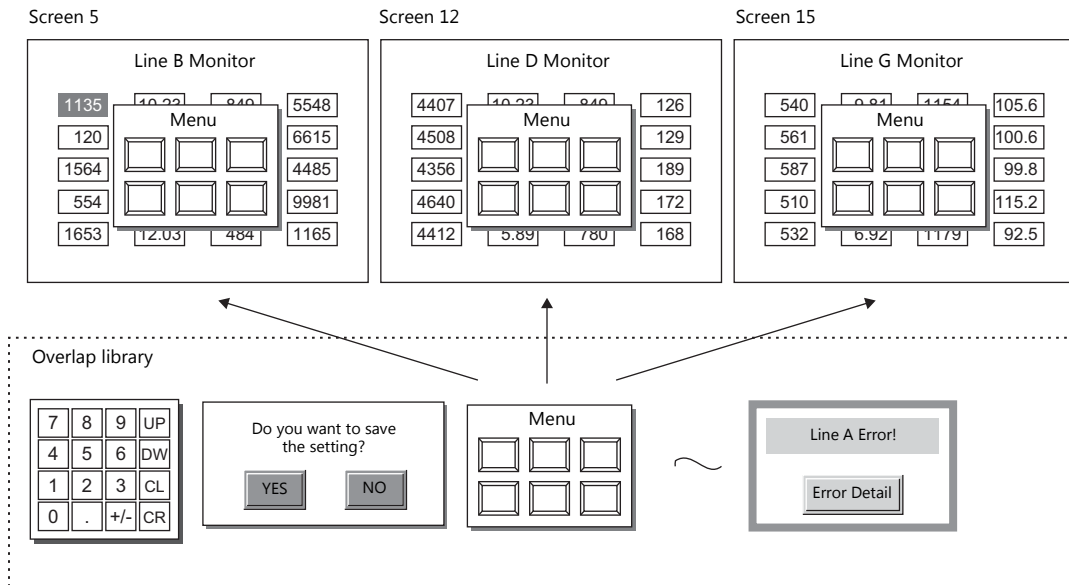 Screen 5
Screen 12
Screen 15
Line B Monitor
Line D Monitor
Line G Monitor
1135 5548
120 6615
1564 4485
554 9981
1653 12.03 484 1165
Menu
4407 126
4508 129
4356 189
4640 172
4412 5.89 780 168
Menu
540 105.6
561 100.6
587 99.8
510 115.2
532 6.92 1179 92.5
Menu
Overlap library
7 8 9 UP
4 5 6 DW
1 2 3 CL
0 . +/- CR
Do you want to save
the setting?
YES NO
Menu
Line A Error!
Error Detail